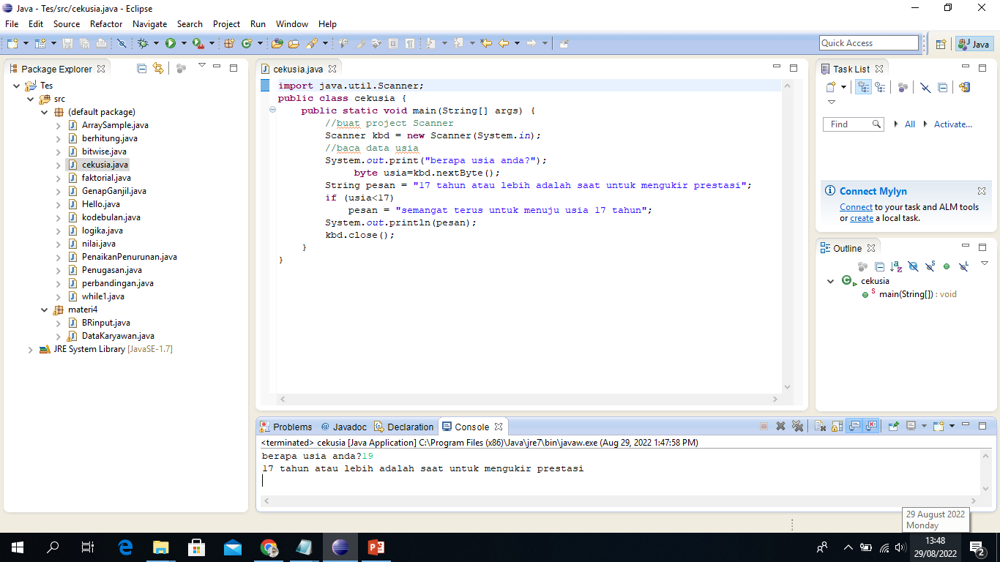 Java - Tes/src/cekusia.java - Eclipse
File Edit Source Refactor Navigate Search Project Run Window Help
Quick Access
Java
Package Explorer
Tes
src
(default package)
ArraySample.java
berhitung.java
bitwise.java
cekusia.java
faktorial.java
GenapGanjil.java
Hello.java
kodebulan.java
logika.java
nilai.java
PenaikanPenurunan.java
Penugasan.java
perbandingan.java
while1.java
materi4
BRinput.java
DataKaryawan.java
JRE System Library [JavaSE-1.7]
cekusia.java
import java.util.Scanner;
public class cekusia {
public static void main(String[] args) {
//buat project Scanner
Scanner kbd = new Scanner(System.in);
//baca data usia
System.out.print("berapa usia anda?");
byte usia=kbd.nextByte();
String pesan = "17 tahun atau lebih adalah saat untuk mengukir prestasi";
if (usia<17)
pesan = "semangat terus untuk menuju usia 17 tahun";
System.out.println(pesan);
kbd.close();
}
}
Task List
Find All Activate...
Connect Mylyn
Connect to your task and ALM tools
or create a local task.
Outline
cekusia
main(String[]) : void
Problems @ Javadoc Declaration Console
<terminated> cekusia [Java Application] C:\Program Files (x86)\Java\jre7\bin\javaw.exe (Aug 29, 2022 1:47:58 PM)
berapa usia anda?19
17 tahun atau lebih adalah saat untuk mengukir prestasi
29 August 2022
Monday
13:48
29/08/2022
2